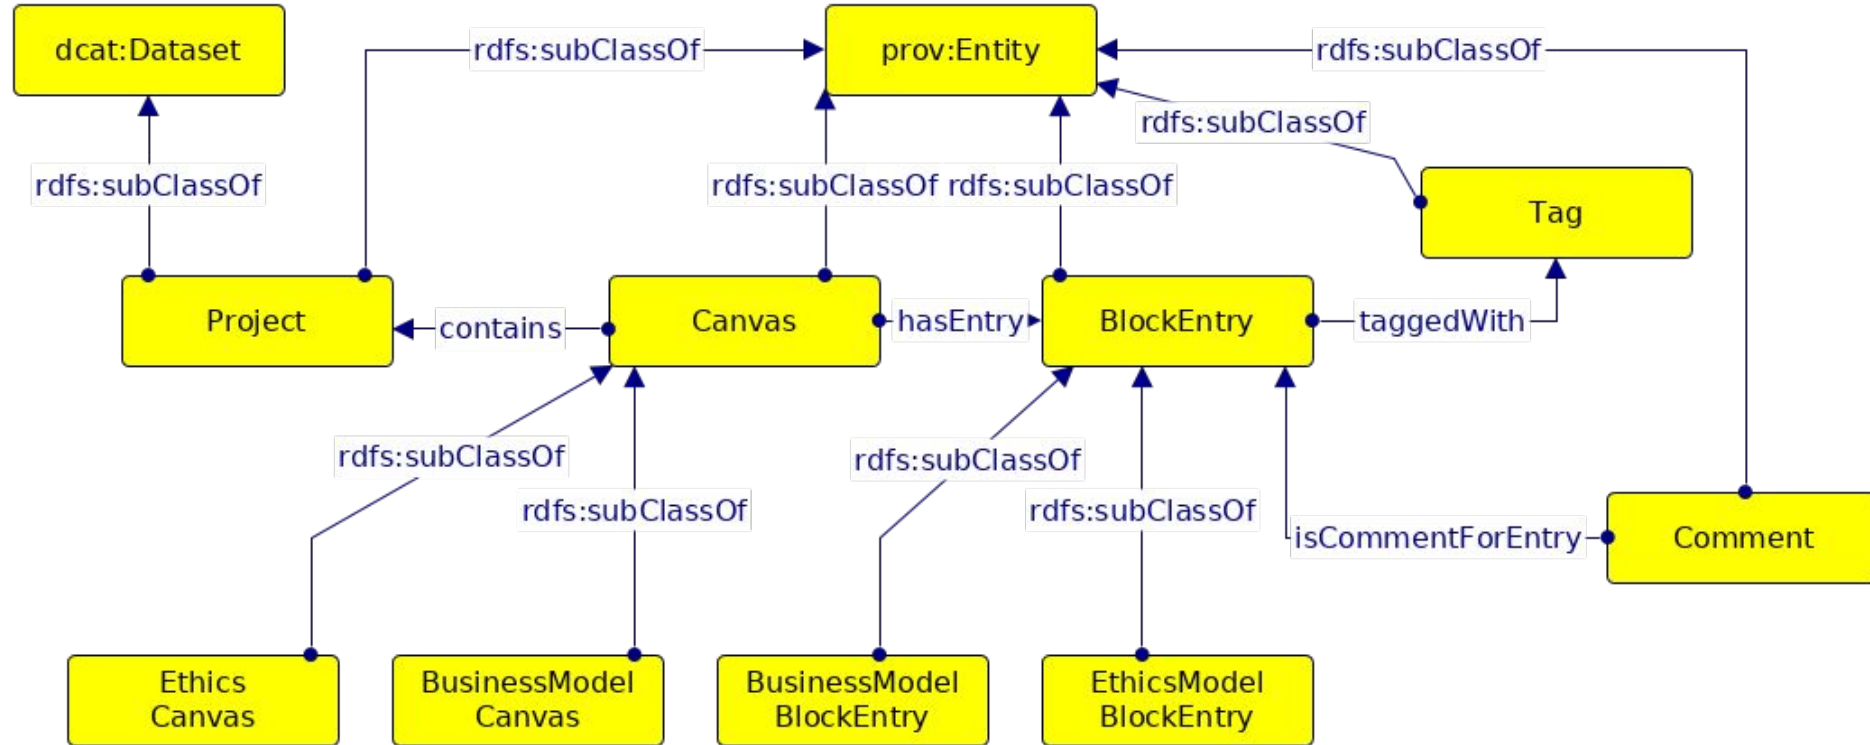 dcat:Dataset
rdfs:subClassOf
prov:Entity
rdfs:subClassOf
rdfs:subClassOf
rdfs:subClassOf
rdfs:subClassOf
rdfs:subClassOf
Tag
Project
contains
Canvas
hasEntry
BlockEntry
taggedWith
rdfs:subClassOf
rdfs:subClassOf
rdfs:subClassOf
rdfs:subClassOf
isCommentForEntry
Comment
Ethics
Canvas
BusinessModel
Canvas
BusinessModel
BlockEntry
EthicsModel
BlockEntry